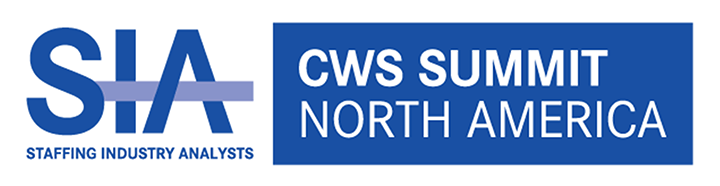 SIA
STAFFING INDUSTRY ANALYSTS
CWS SUMMIT
NORTH AMERICA